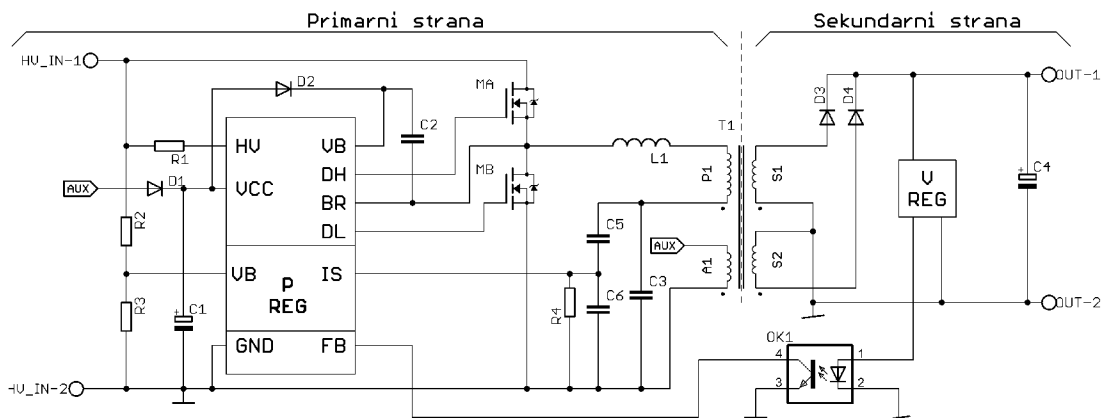 Primarni strana
Sekundarni strana
HV_IN-1
D2
MA
C2
T1
D3
D4
OUT-1
HV
VB
R1
L1
P1
S1
V
REG
C4
AUX
D1
VCC
DH
MB
BR
DL
R2
C5
AUX
A1
S2
VB
IS
P
REG
R3
C1
R4
C6
C3
OUT-2
GND
FB
OK1
4
1
3
2
HV_IN-2